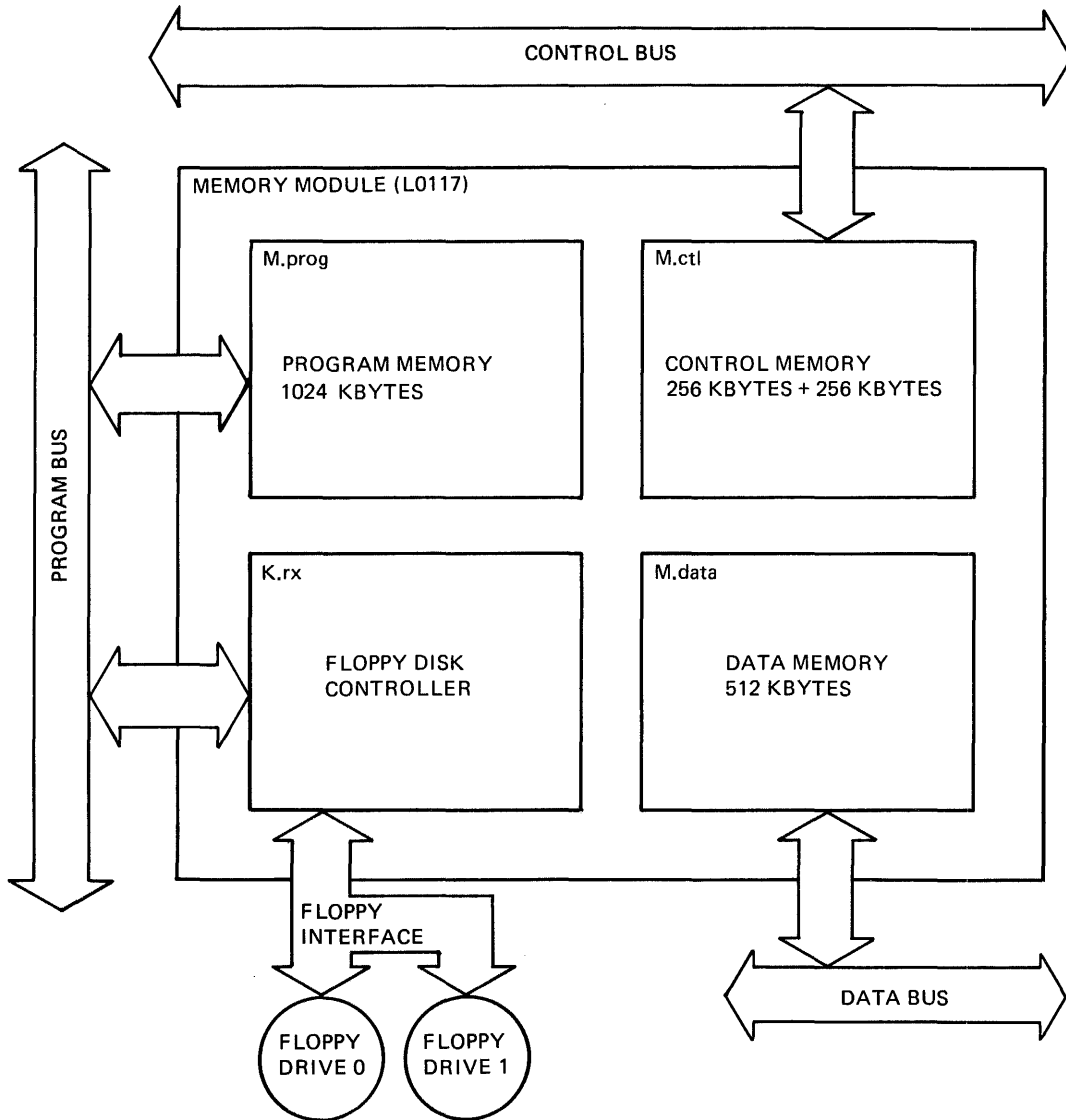 CONTROL BUS
MEMORY MODULE (L0117)
M.prog
PROGRAM MEMORY
1024 KBYTES
M.ctl
CONTROL MEMORY
256 KBYTES + 256 KBYTES
PROGRAM BUS
K.rx
FLOPPY DISK
CONTROLLER
M.data
DATA MEMORY
512 KBYTES
FLOPPY
INTERFACE
DATA BUS
FLOPPY
DRIVE 0
FLOPPY
DRIVE 1